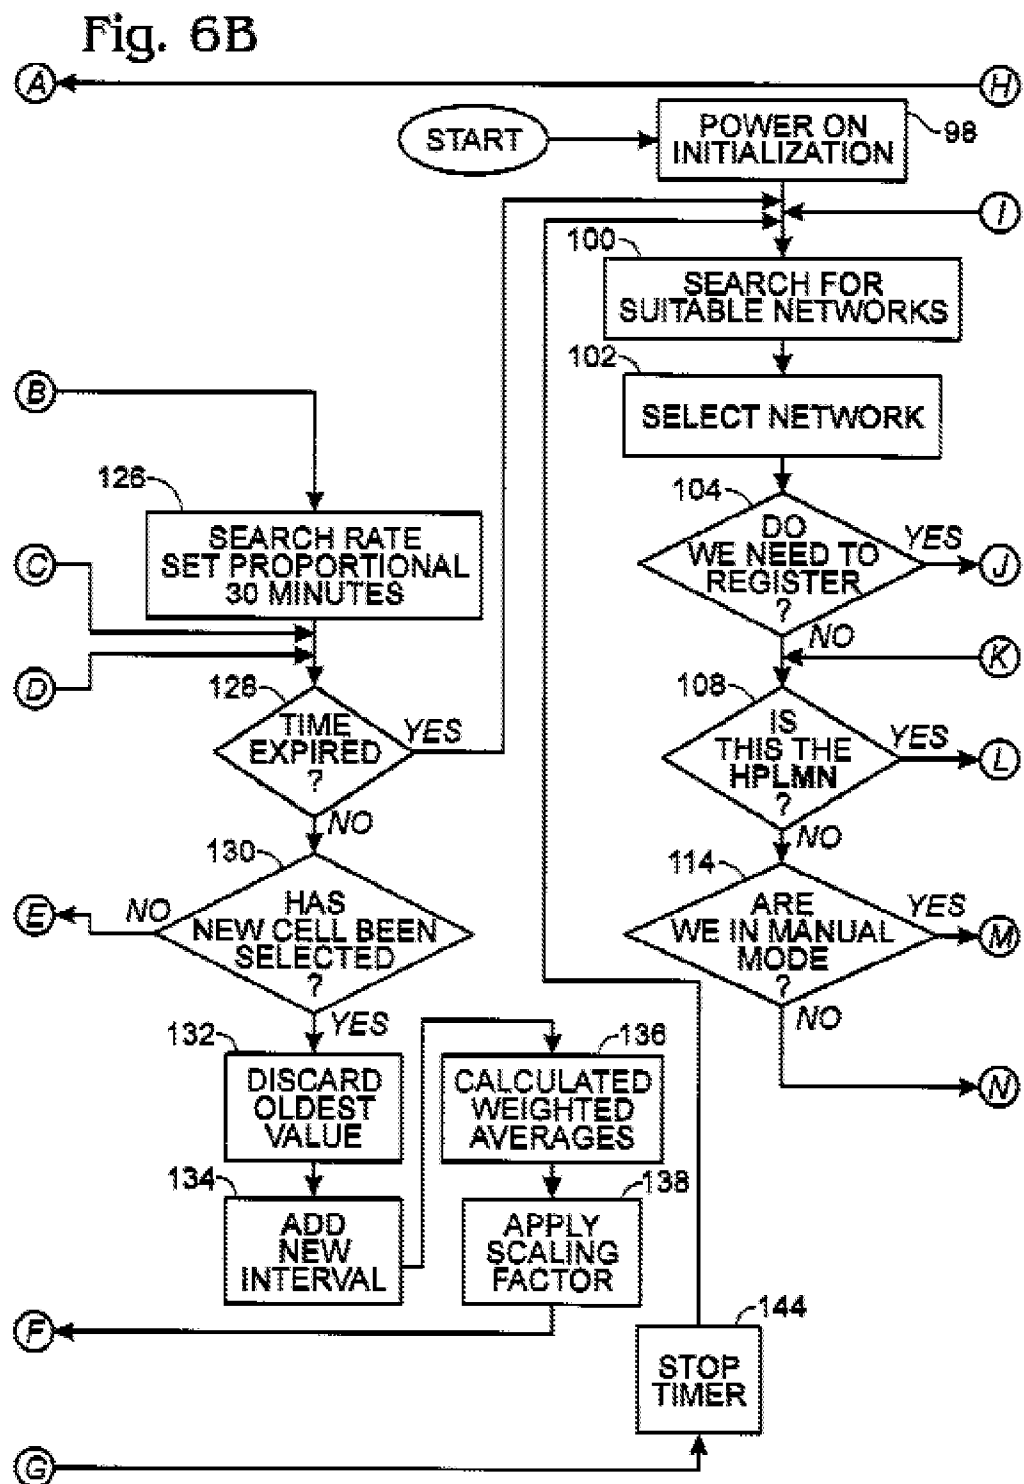 Fig. 6B
A
H
START
POWER ON
INITIALIZATION
98
I
100
SEARCH FOR
SUITABLE NETWORKS
102
SELECT NETWORK
B
126
SEARCH RATE
SET PROPORTIONAL
30 MINUTES
C
104
DO
WE NEED TO
REGISTER
?
YES
J
NO
K
D
128
TIME
EXPIRED
?
YES
NO
108
IS
THIS THE
HPLMN
?
YES
L
NO
130
HAS
NEW CELL BEEN
SELECTED
?
NO
E
YES
114
ARE
WE IN MANUAL
MODE
?
YES
M
NO
N
132
DISCARD
OLDEST
VALUE
136
CALCULATED
WEIGHTED
AVERAGES
134
ADD
NEW
INTERVAL
138
APPLY
SCALING
FACTOR
F
144
STOP
TIMER
G